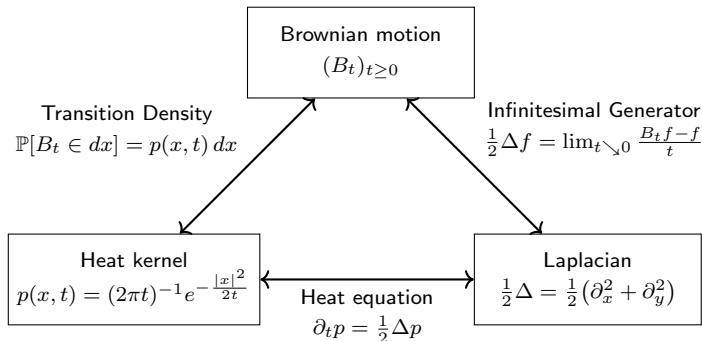 Brownian motion
$(B_t)_{t \geq 0}$
Transition Density
$\mathbb{P}[B_t \in dx] = p(x,t)\,dx$
Infinitesimal Generator
$\frac{1}{2}\Delta f = \lim_{t \searrow 0} \frac{B_t f - f}{t}$
Heat kernel
$p(x,t) = (2\pi t)^{-1} e^{-\frac{|x|^2}{2t}}$
Heat equation
$\partial_t p = \frac{1}{2}\Delta p$
Laplacian
$\frac{1}{2}\Delta = \frac{1}{2}(\partial_x^2 + \partial_y^2)$